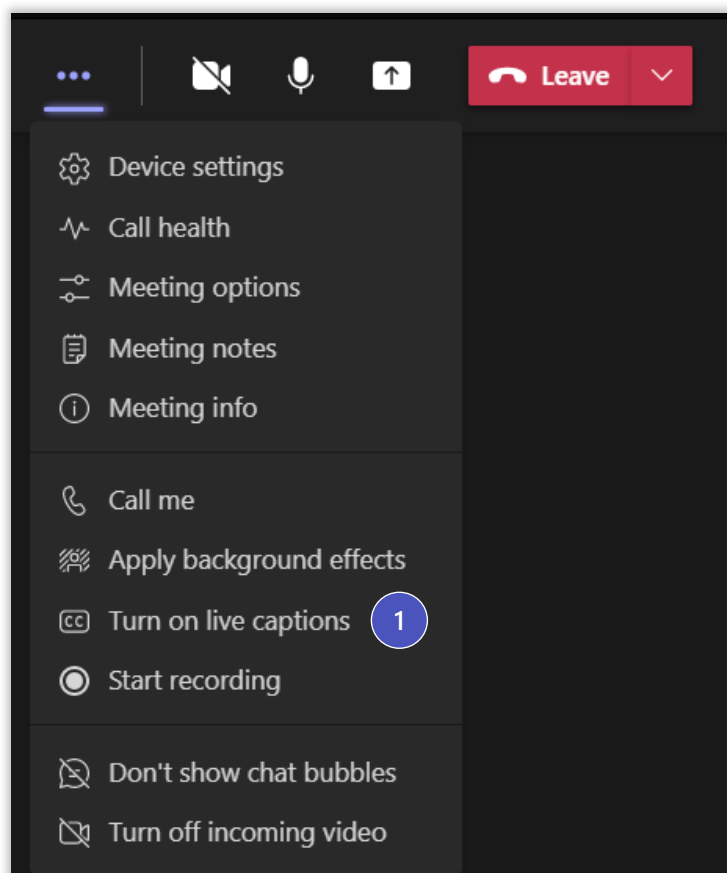 Leave
Device settings
Call health
Meeting options
Meeting notes
Meeting info
Call me
Apply background effects
CC Turn on live captions 1
Start recording
Don't show chat bubbles
Turn off incoming video